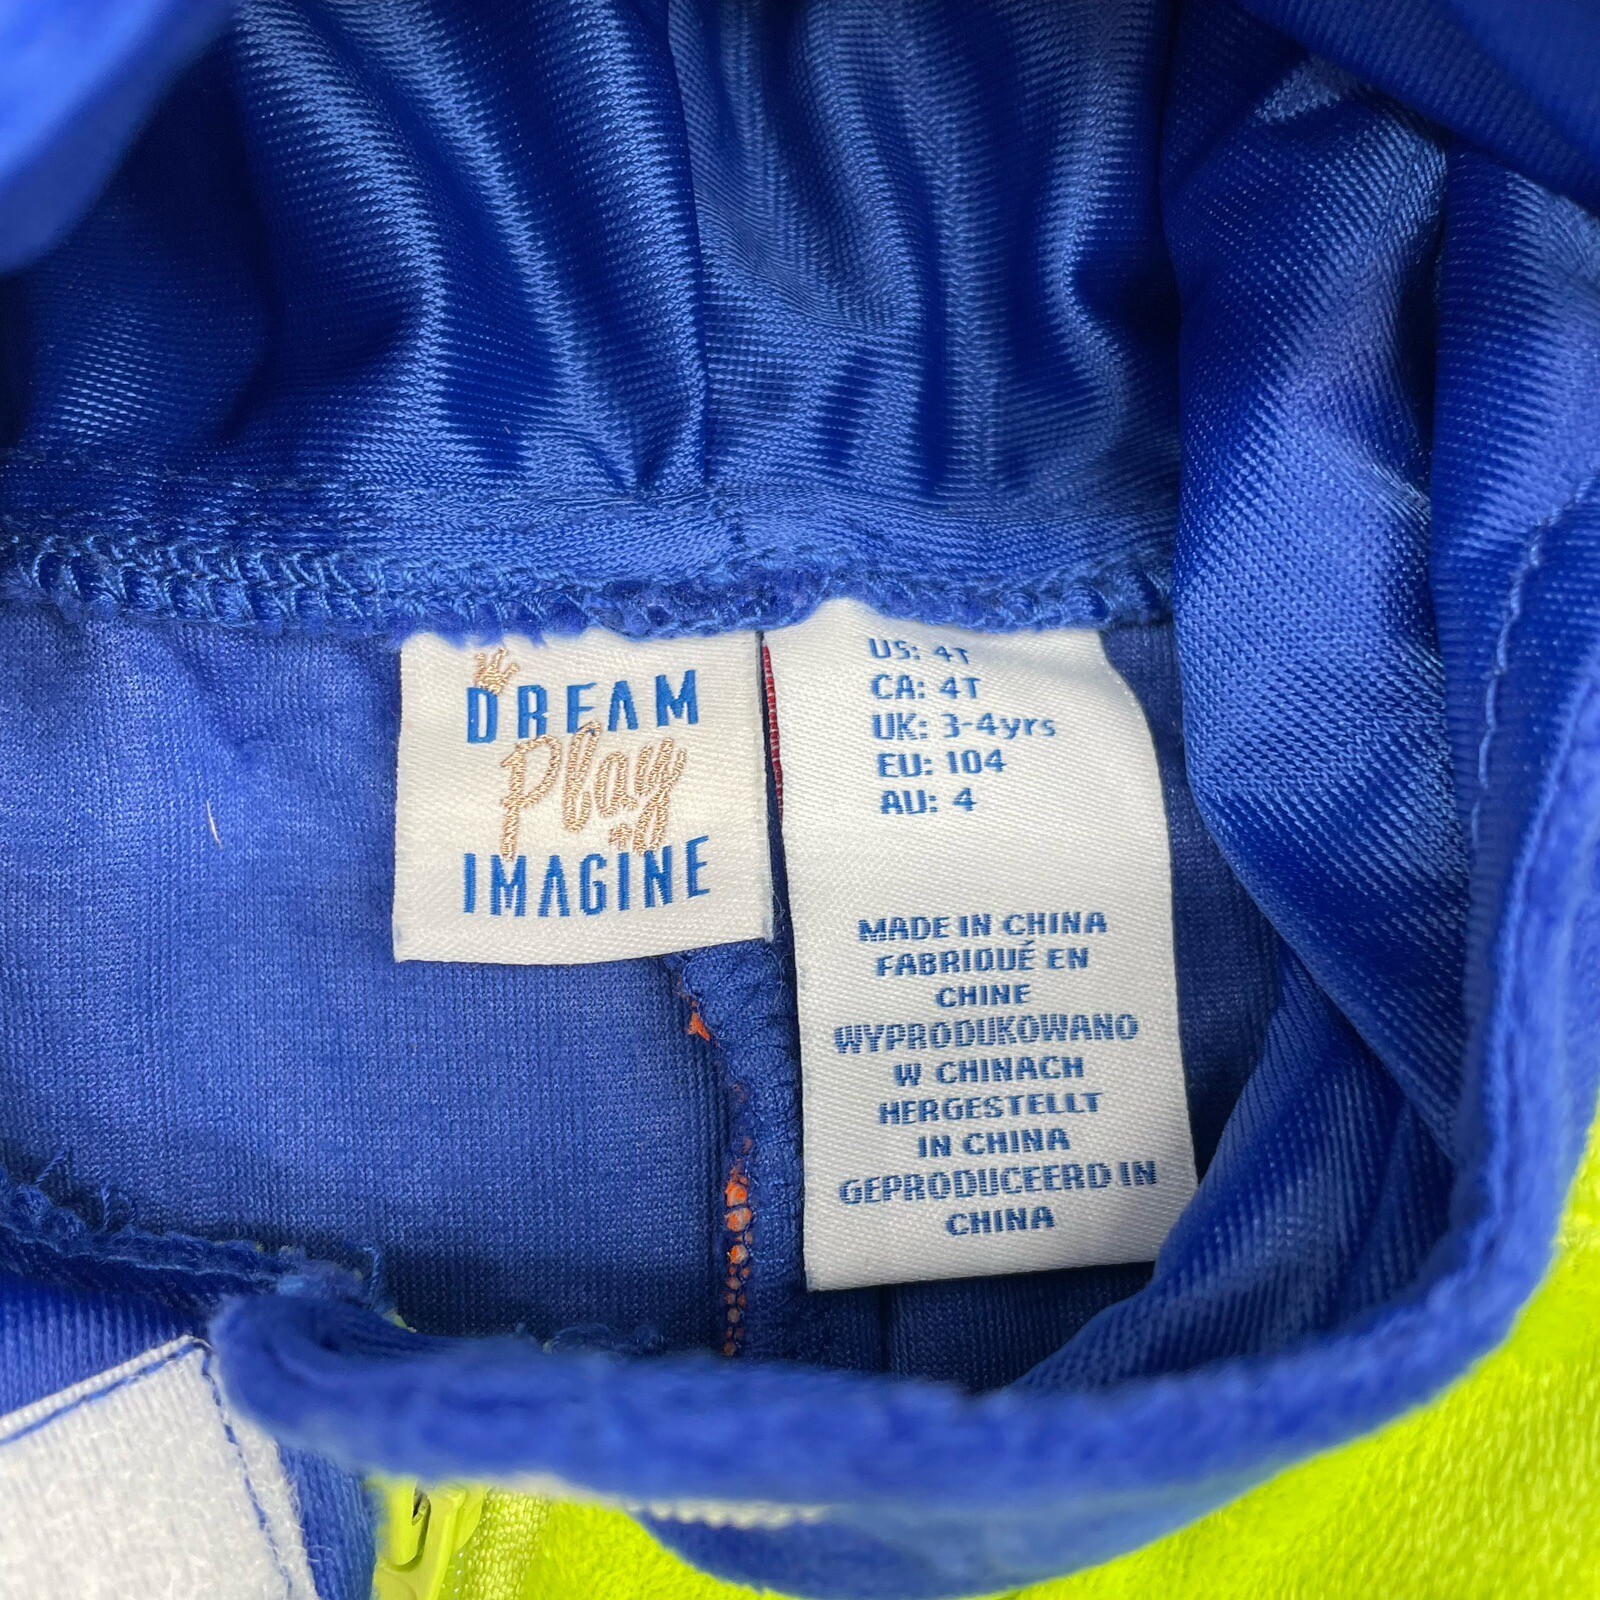 DREAM
Play
IMAGINE
US: 4T
CA: 4T
UK: 3-4yrs
EU: 104
AU: 4
MADE IN CHINA
FABRIQUÉ EN
CHINE
WYPRODUKOWANO
W CHINACH
HERGESTELLT
IN CHINA
GEPRODUCEERD IN
CHINA